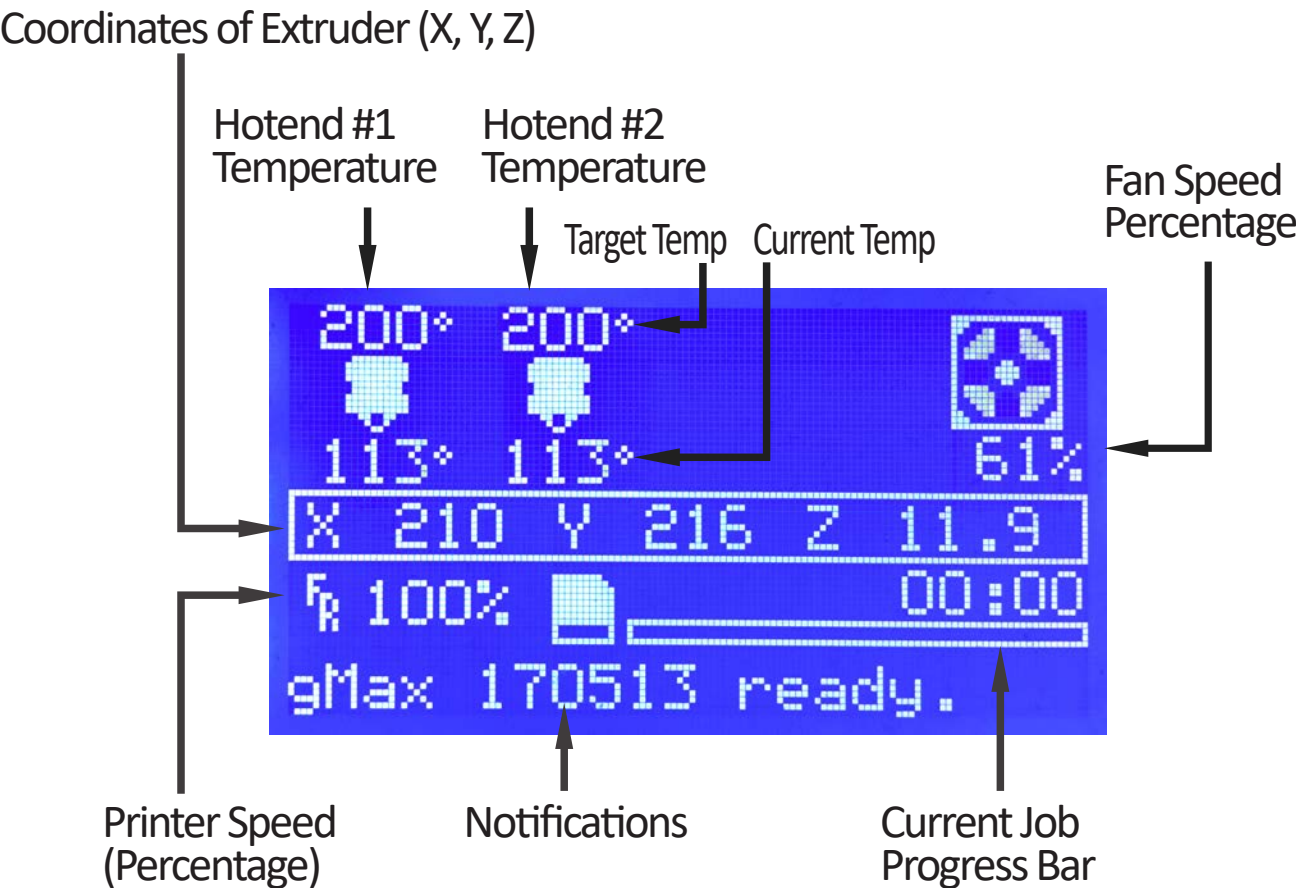 Coordinates of Extruder (X, Y, Z)
Hotend #1
Temperature
Hotend #2
Temperature
Fan Speed
Percentage
Target Temp
Current Temp
200° 200°
113° 113° 61%
X 210 Y 216 Z 11.9
FR 100% 00:00
gMax 170513 ready.
Printer Speed
(Percentage)
Notifications
Current Job
Progress Bar